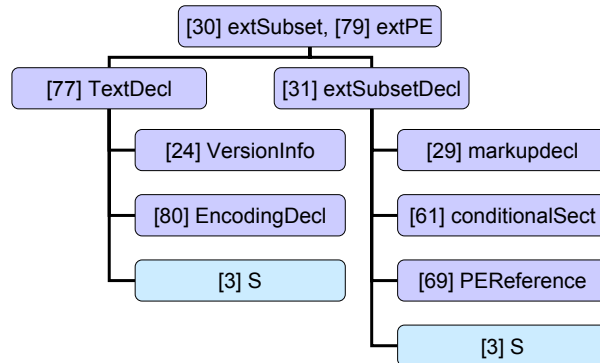 [30] extSubset, [79] extPE
[77] TextDecl
[31] extSubsetDecl
[24] VersionInfo
[29] markupdecl
[80] EncodingDecl
[61] conditionalSect
[3] S
[69] PEReference
[3] S